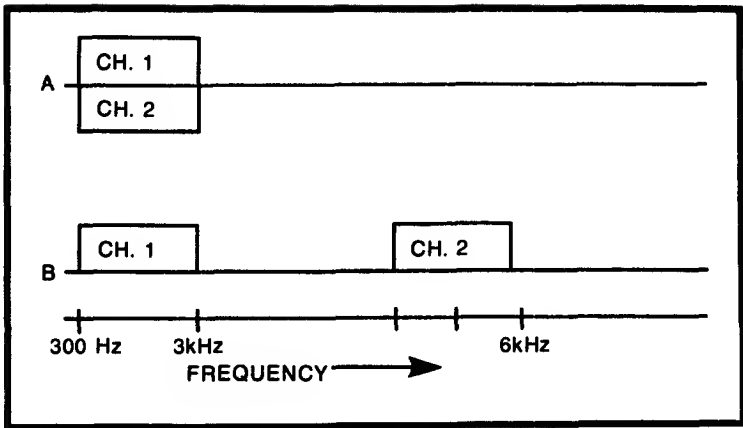 CH. 1
A
CH. 2
B CH. 1 CH. 2
300 Hz 3kHz 6kHz
FREQUENCY